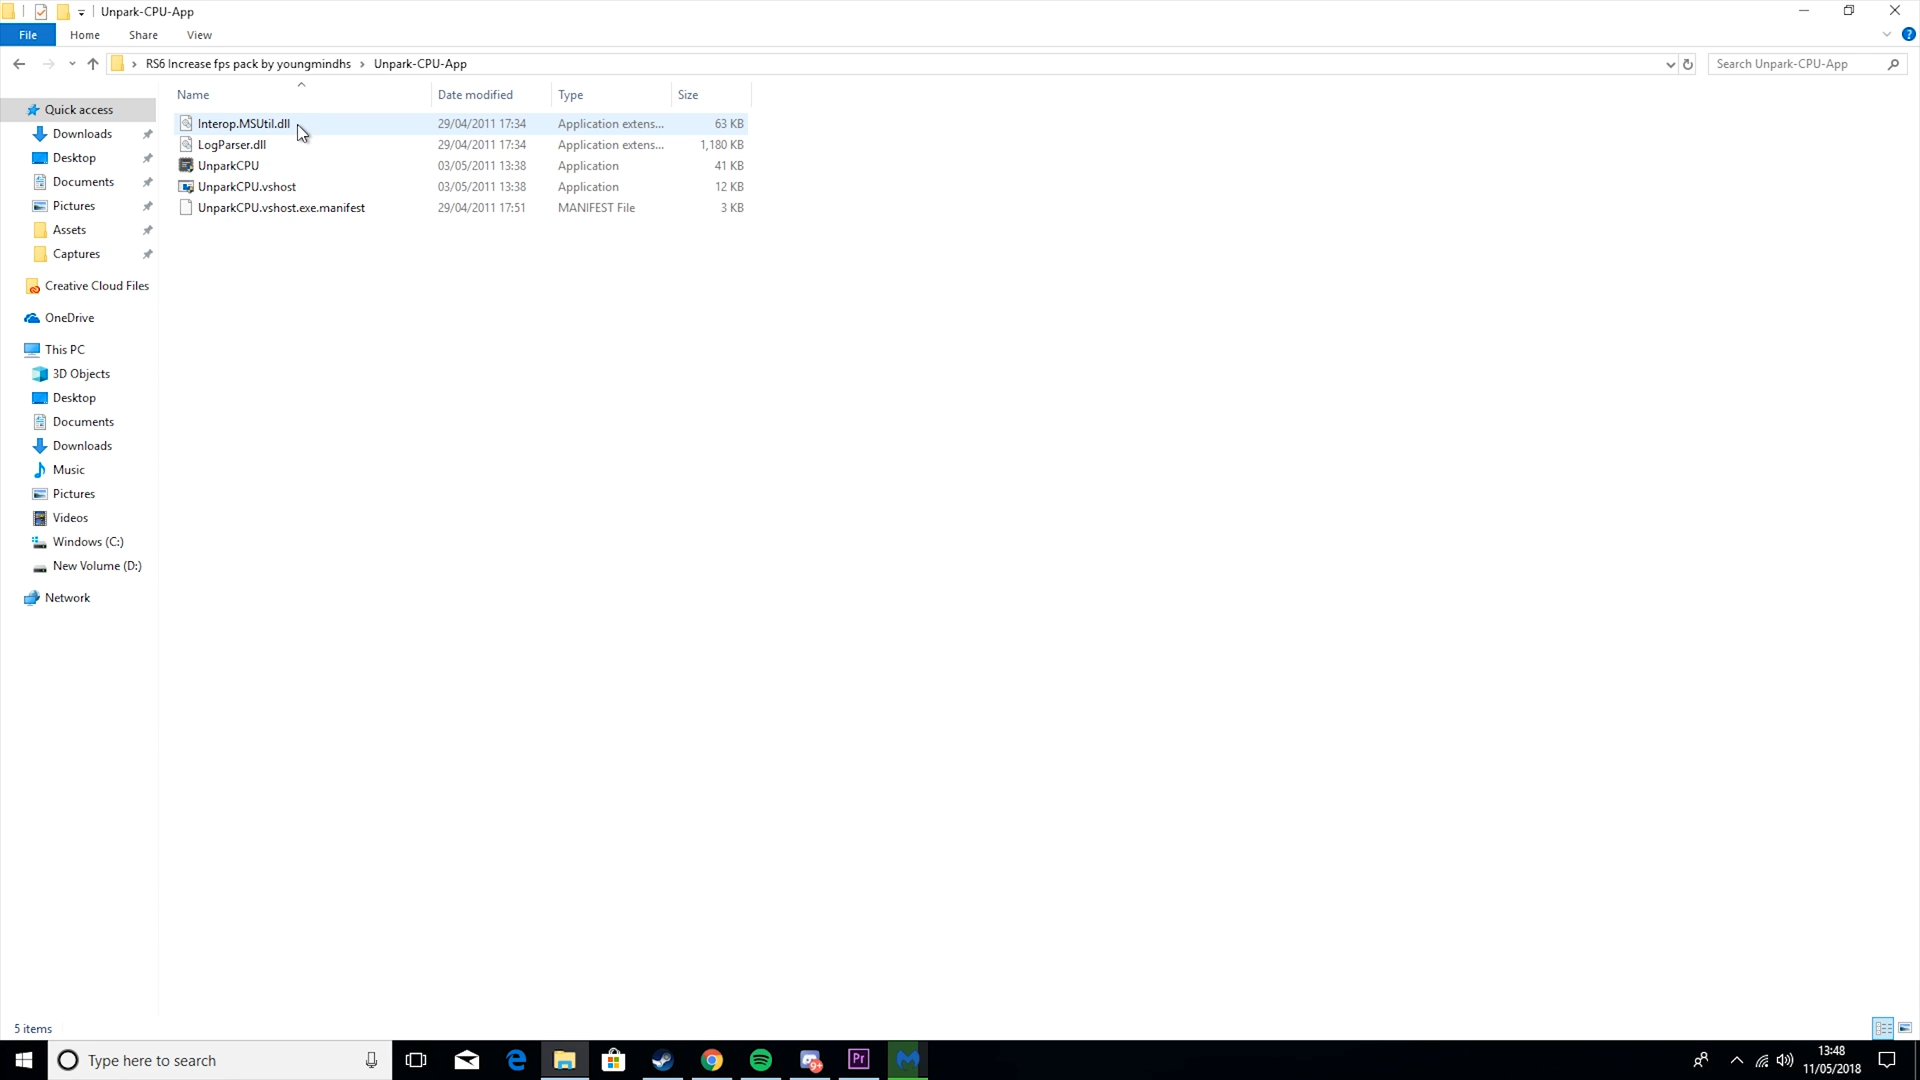 Unpark-CPU-App
File Home Share View
RS6 Increase fps pack by youngmindhs Unpark-CPU-App Search Unpark-CPU-App
Name Date modified Type Size
Interop.MSUtil.dll 29/04/2011 17:34 Application extens... 63 KB
LogParser.dll 29/04/2011 17:34 Application extens... 1,180 KB
UnparkCPU 03/05/2011 13:38 Application 41 KB
UnparkCPU.vshost 03/05/2011 13:38 Application 12 KB
UnparkCPU.vshost.exe.manifest 29/04/2011 17:51 MANIFEST File 3 KB
Quick access
Downloads
Desktop
Documents
Pictures
Assets
Captures
Creative Cloud Files
OneDrive
This PC
3D Objects
Desktop
Documents
Downloads
Music
Pictures
Videos
Windows (C:)
New Volume (D:)
Network
5 items
Type here to search
9+
Pr
13:48
11/05/2018